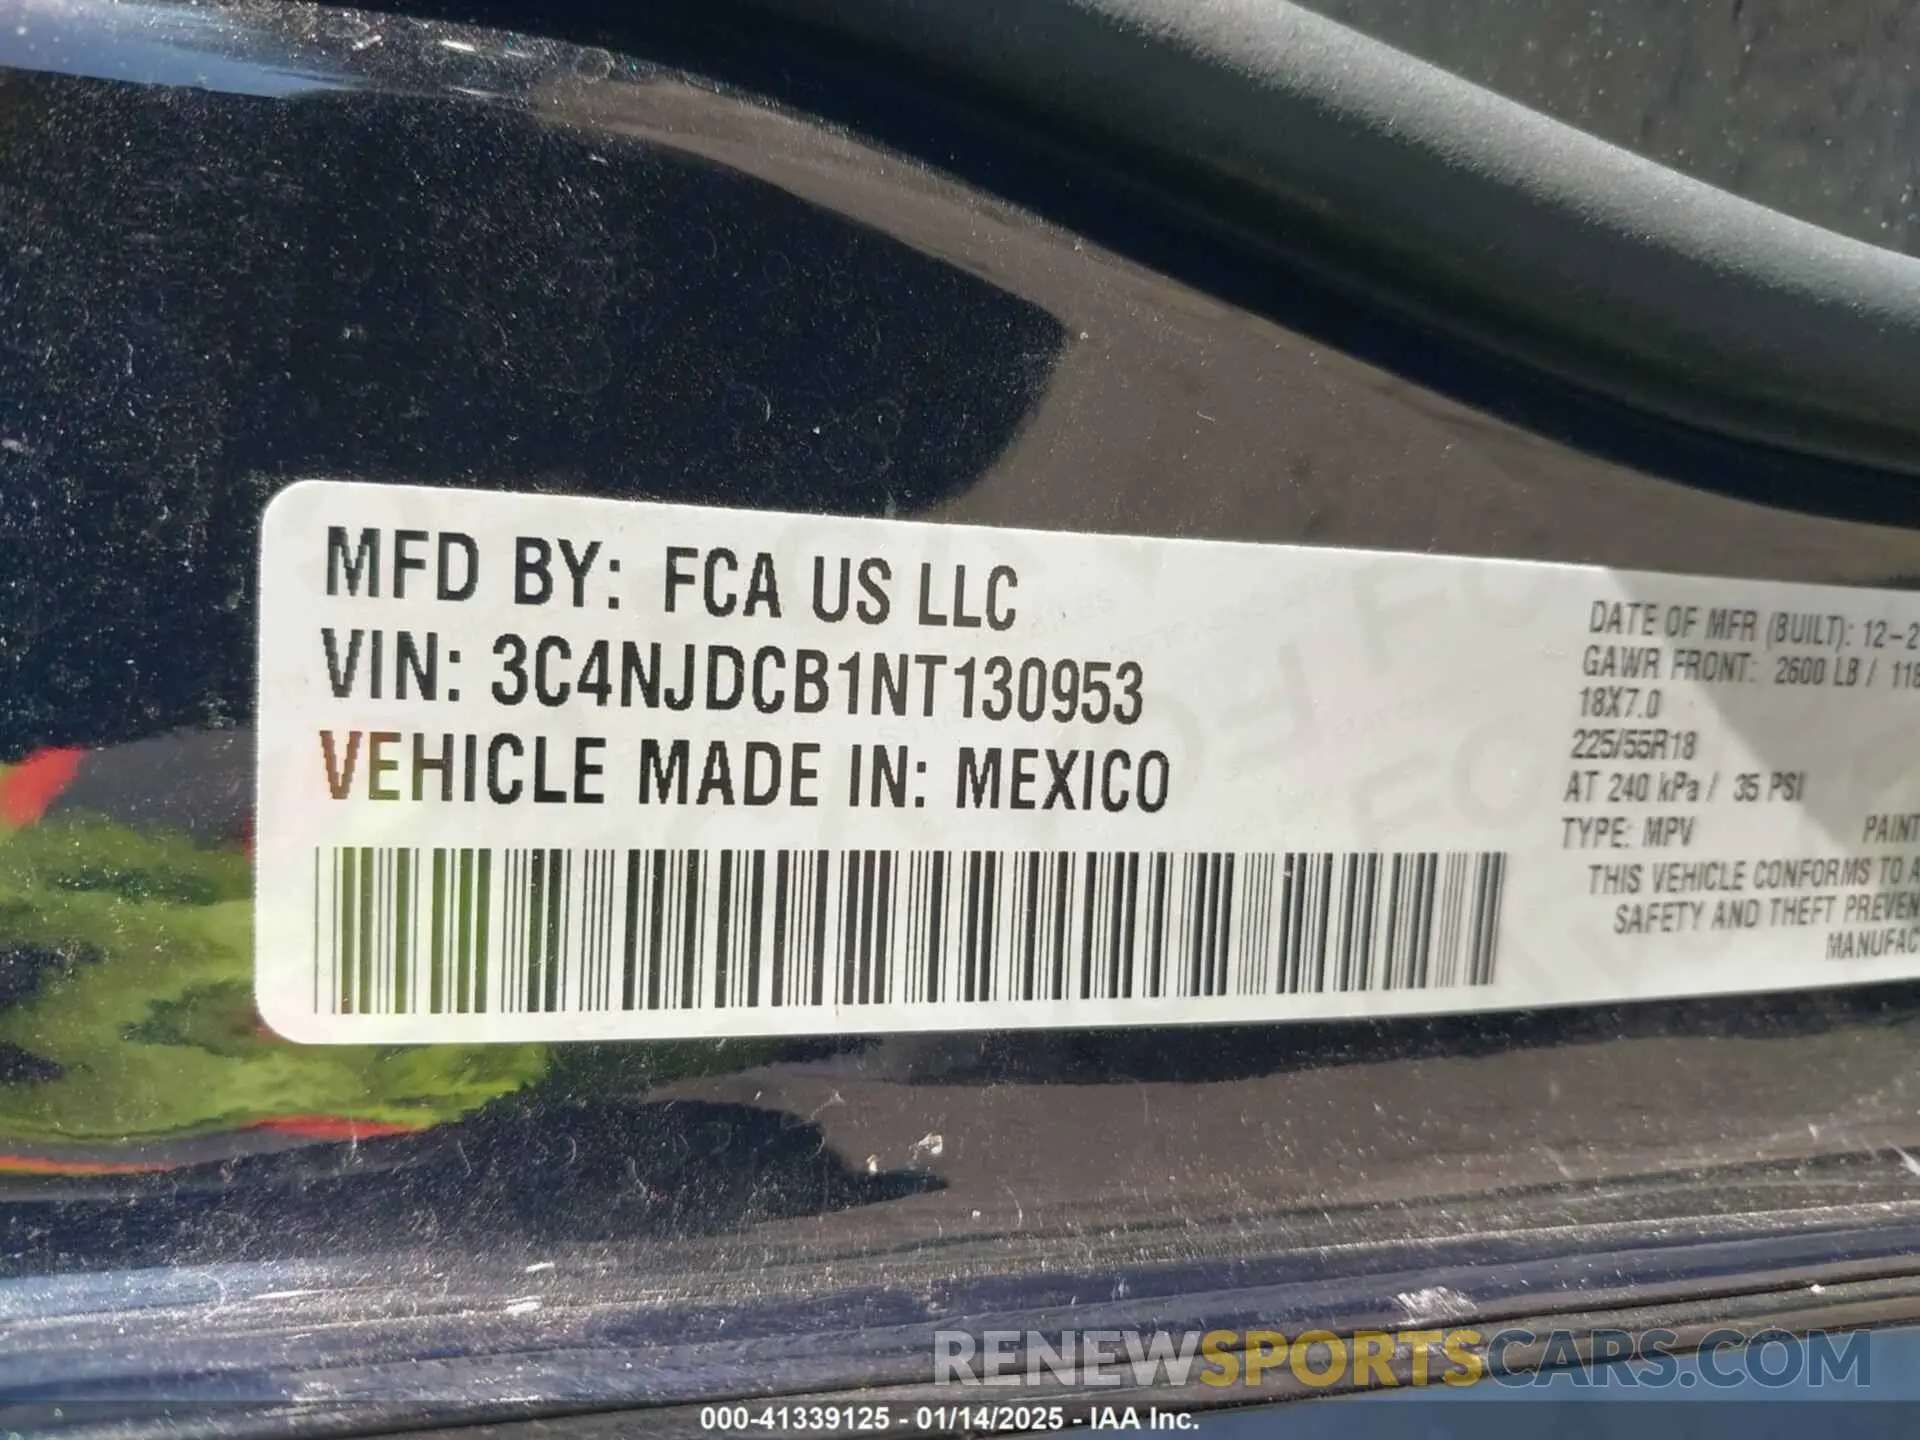 MFD BY: FCA US LLC
VIN: 3C4NJDCB1NT130953
VEHICLE MADE IN: MEXICO
DATE OF MFR (BUILT): 12-2
GAWR FRONT: 2600 LB / 118
18X7.0
225/55R18
AT 240 kPa / 35 PSI
TYPE: MPV PAINT
THIS VEHICLE CONFORMS TO A
SAFETY AND THEFT PREVEN
MANUFAC
RENEWSPORTSCARS.COM
000-41339125 - 01/14/2025 - IAA Inc.